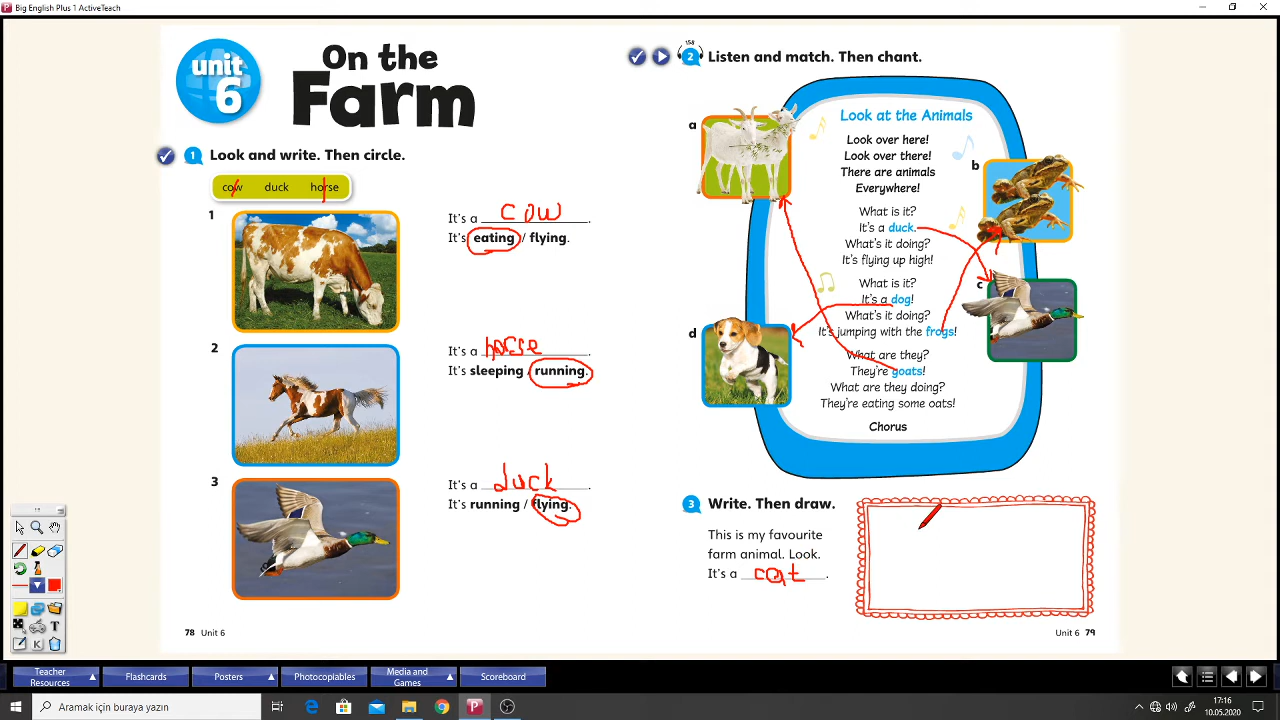 Big English Plus 1 ActiveTeach
unit
6
On the
Farm
1 Look and write. Then circle.
cow duck horse
1
It's a cow.
It's eating / flying.
2
It's a horse.
It's sleeping / running.
3
It's a duck.
It's running / flying.
78 Unit 6
158
2 Listen and match. Then chant.
a
b
c
d
Look at the Animals
Look over here!
Look over there!
There are animals
Everywhere!
What is it?
It's a duck.
What's it doing?
It's flying up high!
What is it?
It's a dog!
What's it doing?
It's jumping with the frogs!
What are they?
They're goats!
What are they doing?
They're eating some oats!
Chorus
3 Write. Then draw.
This is my favourite
farm animal. Look.
It's a cat.
Unit 6 79
Teacher
Resources
Flashcards
Posters
Photocopiables
Media and
Games
Scoreboard
Aramak için buraya yazın
17:16
10.05.2020